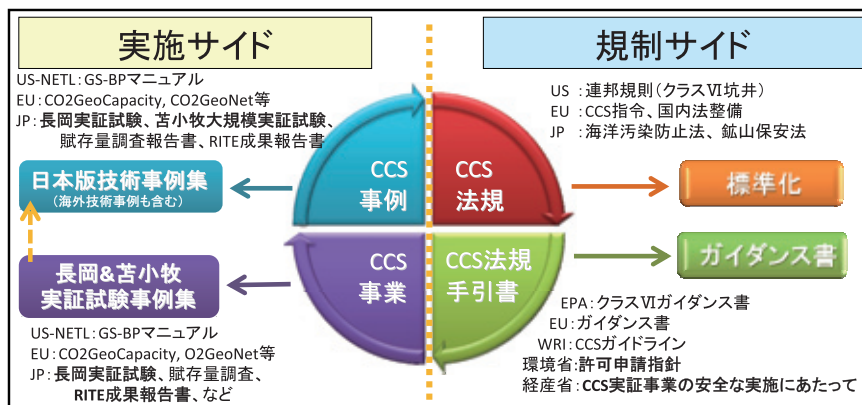 実施サイド
規制サイド
US-NETL：GS-BPマニュアル
EU：CO2GeoCapacity, CO2GeoNet等
JP：長岡実証試験、苫小牧大規模実証試験、
賦存量調査報告書、RITE成果報告書
US ：連邦規則（クラスⅥ坑井）
EU ：CCS指令、国内法整備
JP ：海洋汚染防止法、鉱山保安法
日本版技術事例集
（海外技術事例も含む）
CCS
事例
CCS
法規
標準化
長岡&苫小牧
実証試験事例集
CCS
事業
CCS法規
手引書
ガイダンス書
US-NETL：GS-BPマニュアル
EU：CO2GeoCapacity, O2GeoNet等
JP：長岡実証試験、賦存量調査、
RITE成果報告書、など
EPA：クラスⅥガイダンス書
EU：ガイダンス書
WRI：CCSガイドライン
環境省：許可申請指針
経産省：CCS実証事業の安全な実施にあたって